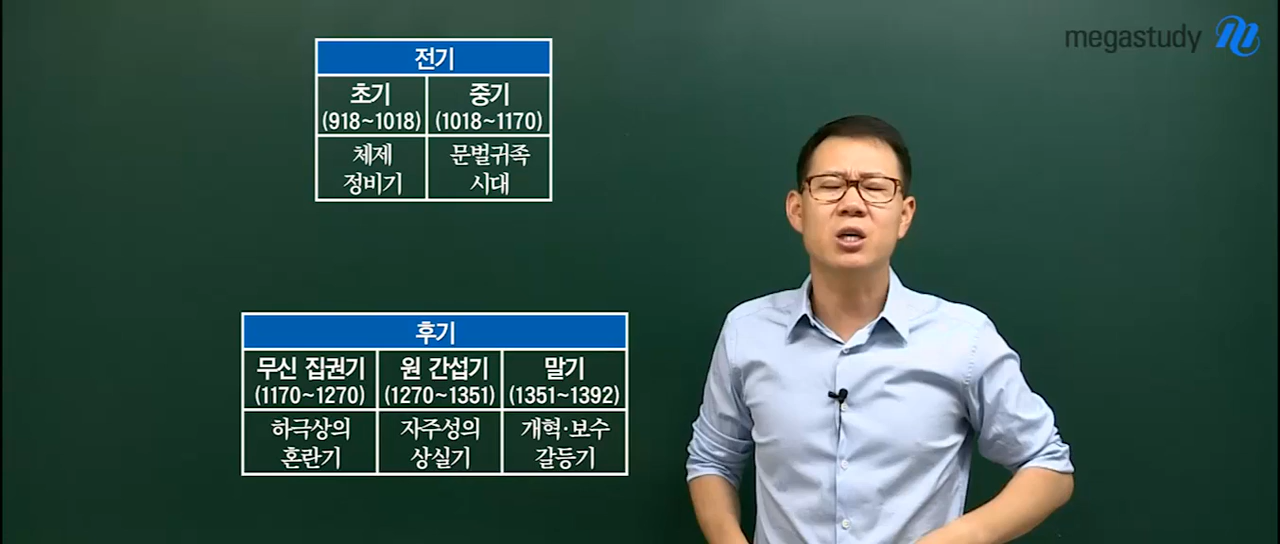 megastudy
전기
초기 중기
(918~1018) (1018~1170)
체제 문벌귀족
정비기 시대
후기
무신 집권기 원 간섭기 말기
(1170~1270) (1270~1351) (1351~1392)
하극상의 자주성의 개혁·보수
혼란기 상실기 갈등기